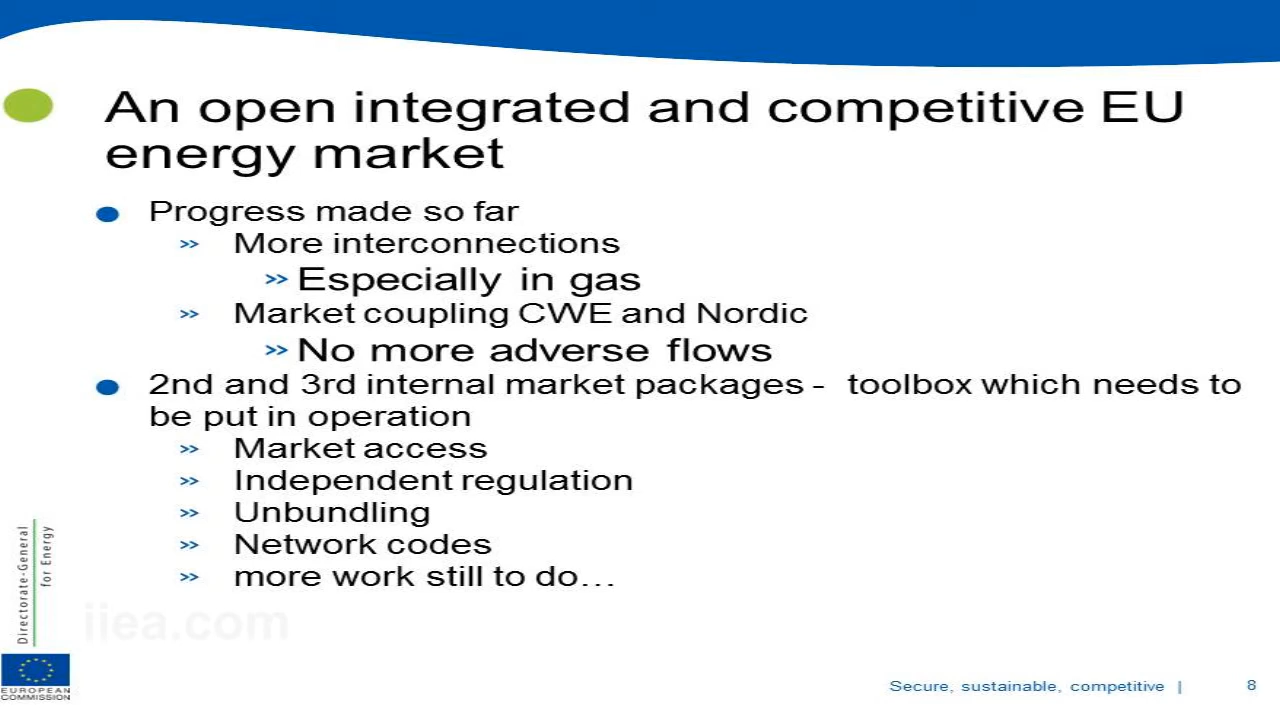 An open integrated and competitive EU
energy market
Progress made so far
More interconnections
Especially in gas
Market coupling CWE and Nordic
No more adverse flows
2nd and 3rd internal market packages - toolbox which needs to
be put in operation
Market access
Independent regulation
Unbundling
Network codes
more work still to do…
Directorate-General
for Energy
iiea.com
EUROPEAN
COMMISSION
Secure, sustainable, competitive |
8